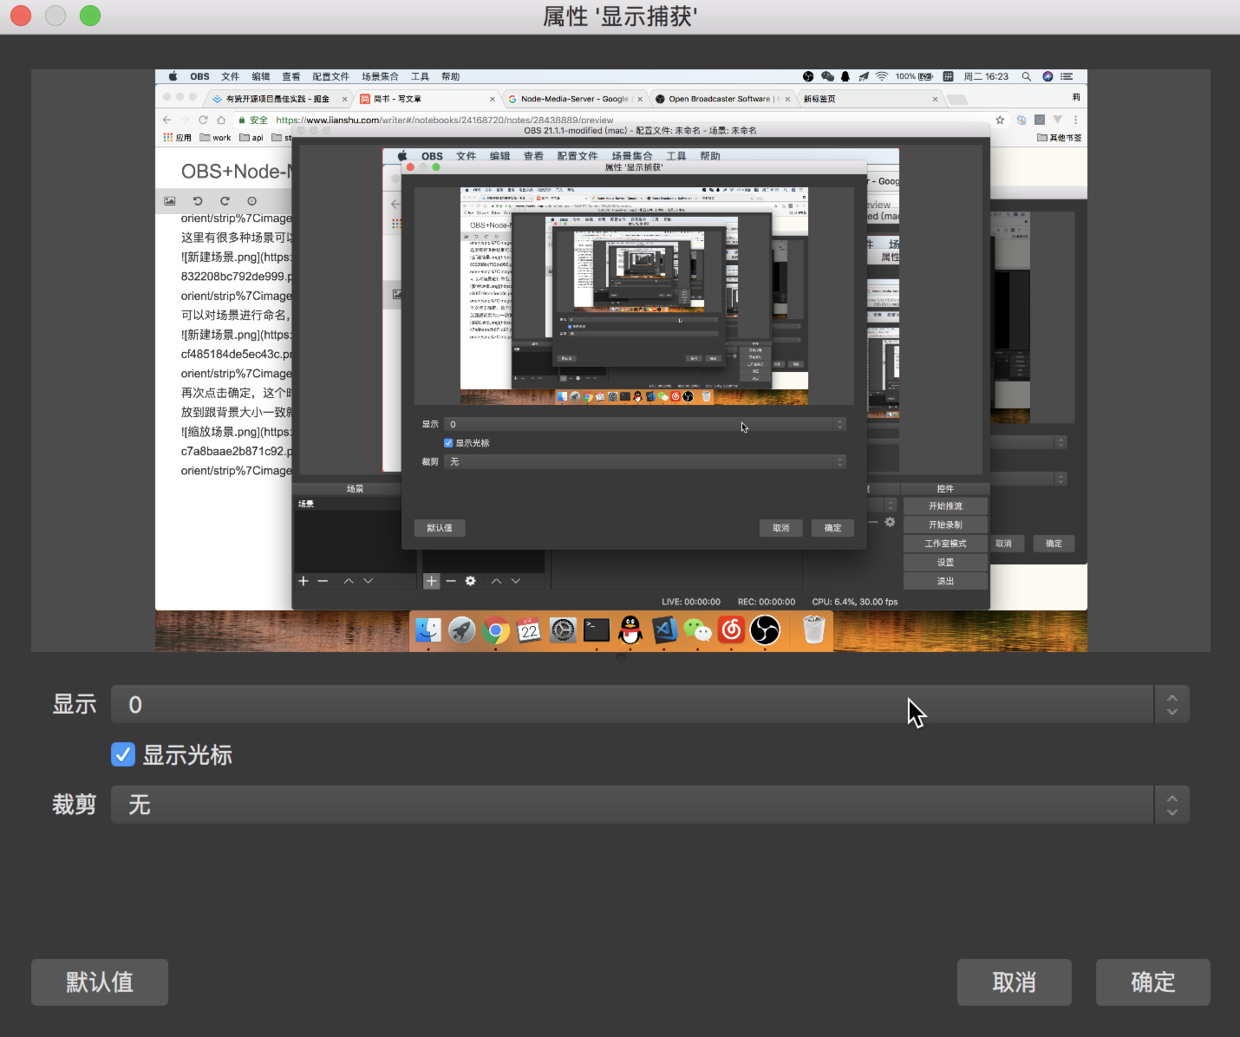 属性 '显示捕获'
OBS 文件 编辑 查看 配置文件 场景集合 工具 帮助
100%
周二 16:23
有赞开源项目最佳实践 - 掘金
简书 - 写文章
Node-Media-Server - Google
Open Broadcaster Software |
新标签页
莉
安全 https://www.jianshu.com/writer#/notebooks/24168720/notes/28438889/preview
应用 work api
其他书签
OBS 21.1.1-modified (mac) - 配置文件: 未命名 - 场景: 未命名
OBS 文件 编辑 查看 配置文件 场景集合 工具 帮助
属性 '显示捕获'
OBS+Node-
orient/strip%7Cimage
这里有很多种场景可以
![新建场景.png](https:
832208bc792de999.p
orient/strip%7Cimage
可以对场景进行命名，
![新建场景.png](https:
cf485184de5ec43c.p
orient/strip%7Cimage
再次点击确定，这个时
放到跟背景大小一致
![缩放场景.png](https:
c7a8baae2b871c92.p
orient/strip%7Cimage
显示 0
显示光标
裁剪 无
默认值 取消 确定
场景
场景
控件
开始推流
开始录制
工作室模式
设置
退出
取消 确定
LIVE: 00:00:00 REC: 00:00:00 CPU: 6.4%, 30.00 fps
22
显示 0
显示光标
裁剪 无
默认值 取消 确定